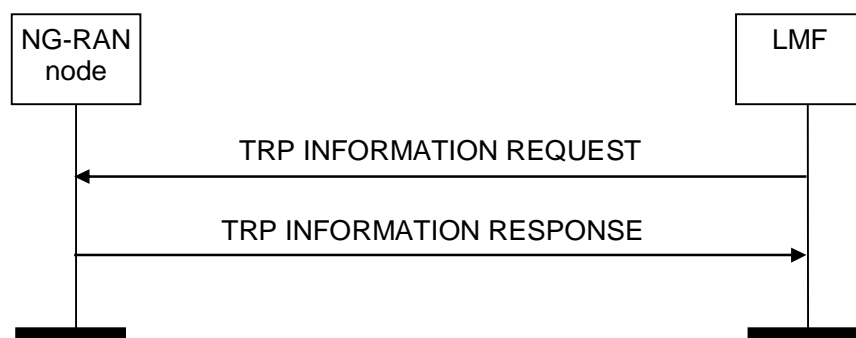 NG-RAN
node
LMF
TRP INFORMATION REQUEST
TRP INFORMATION RESPONSE